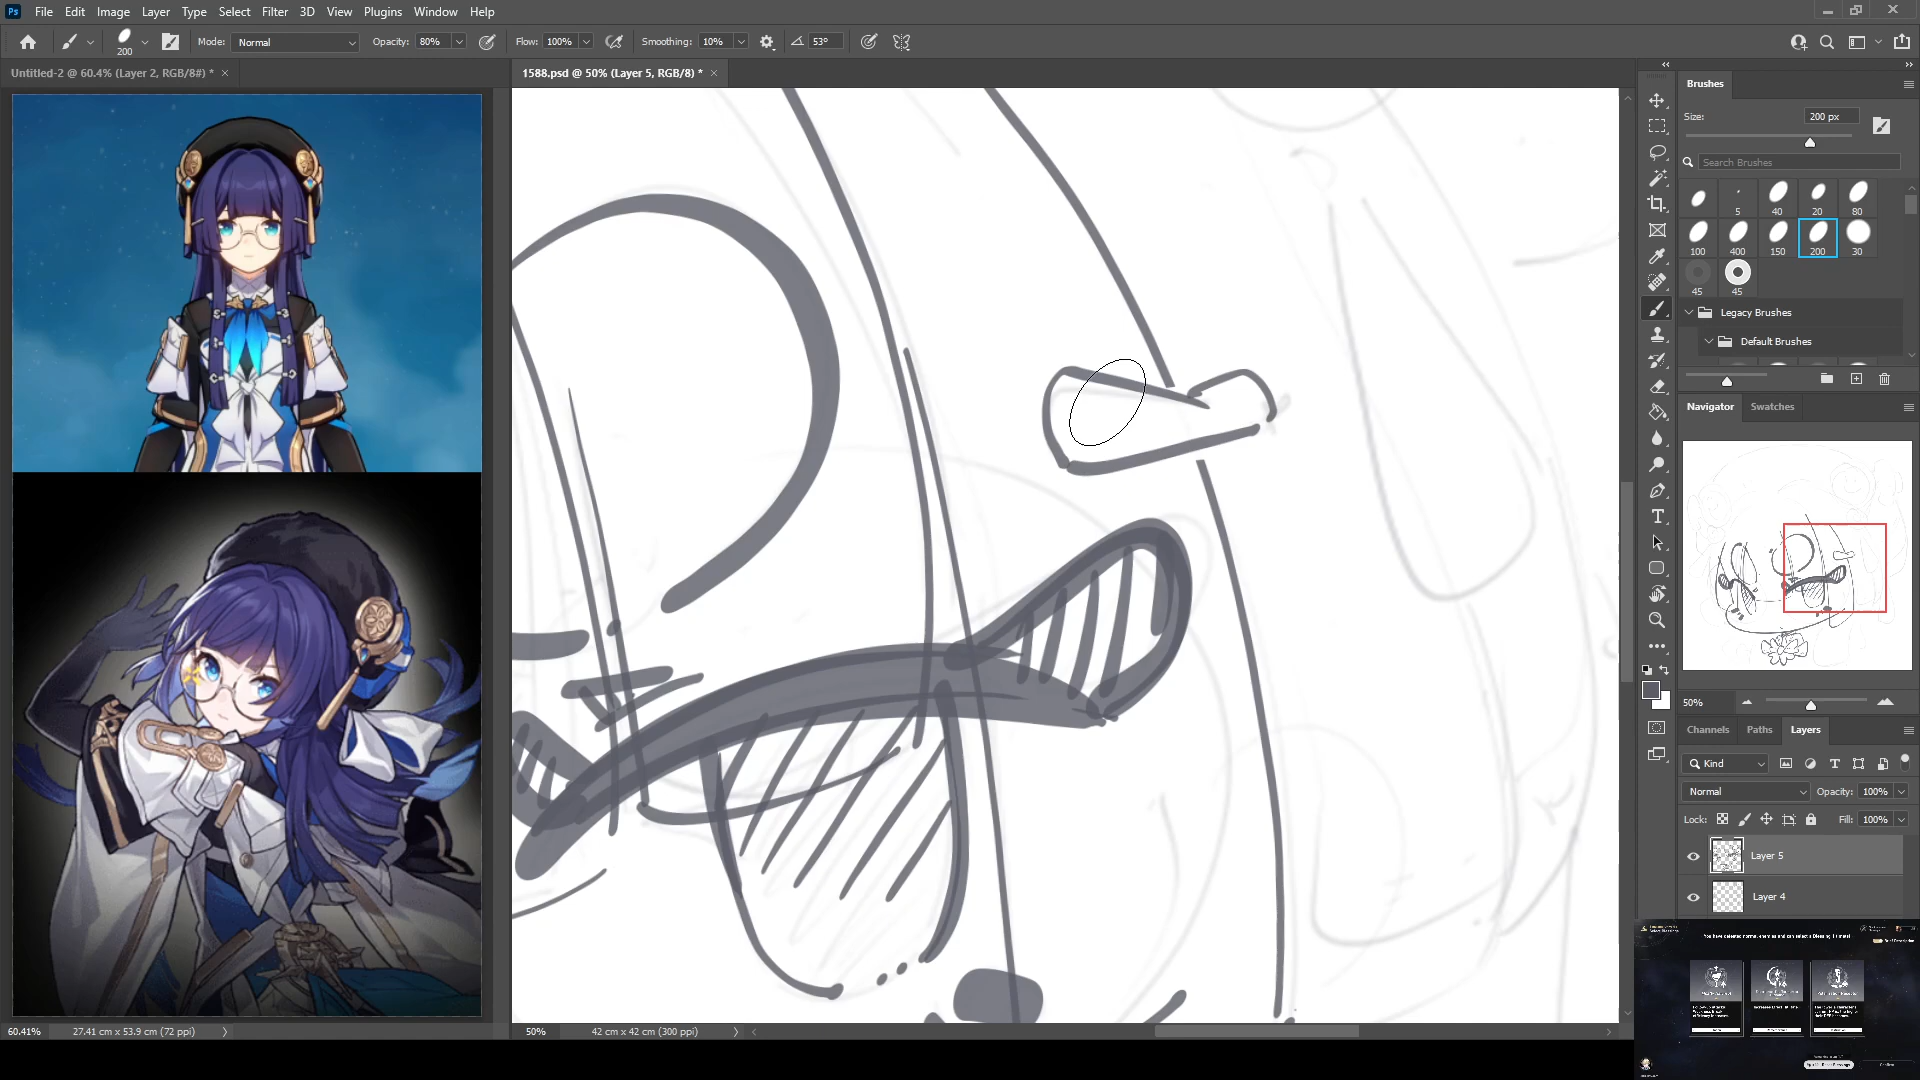 Ps File Edit Image Layer Type Select Filter 3D View Plugins Window Help
200 Mode: Normal Opacity: 80% Flow: 100% Smoothing: 10% 53°
Untitled-2 @ 60.4% (Layer 2, RGB/8#) * ×
1588.psd @ 50% (Layer 5, RGB/8) * ×
Brushes
Size: 200 px
Search Brushes
5 40 20 80
100 400 150 200 30
45 45
Legacy Brushes
Default Brushes
Navigator Swatches
50%
Channels Paths Layers
Kind
Normal Opacity: 100%
Lock: Fill: 100%
Layer 5
Layer 4
60.41% 27.41 cm x 53.9 cm (72 ppi)
50% 42 cm x 42 cm (300 ppi)